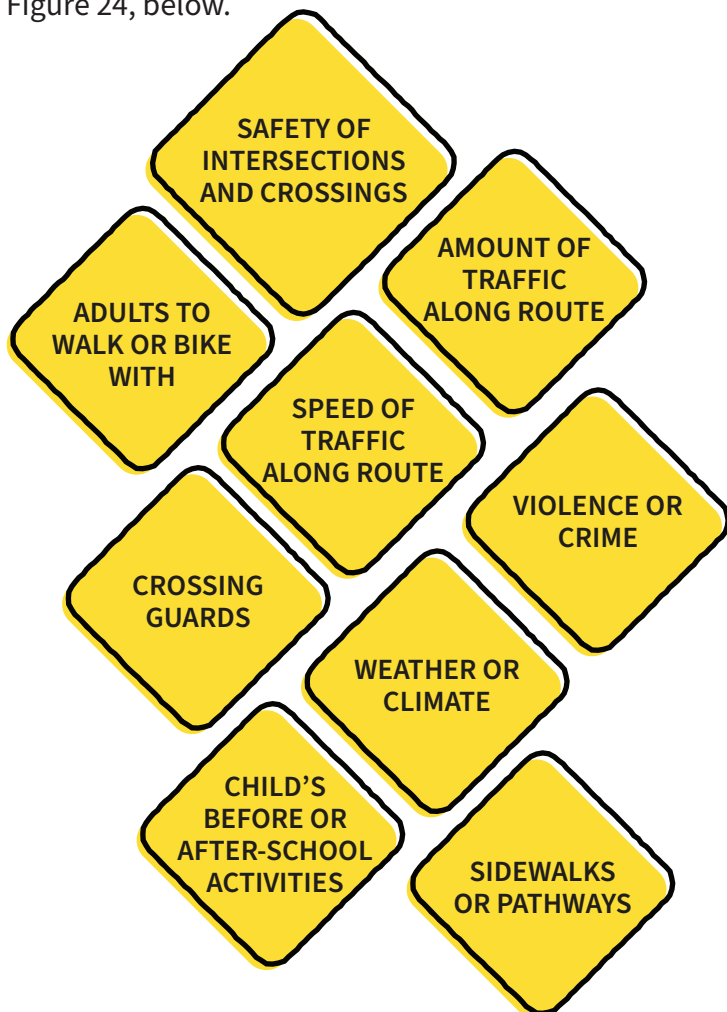 Figure 24, below.
SAFETY OF
INTERSECTIONS
AND CROSSINGS
AMOUNT OF
TRAFFIC
ALONG ROUTE
ADULTS TO
WALK OR BIKE
WITH
SPEED OF
TRAFFIC
ALONG ROUTE
VIOLENCE OR
CRIME
CROSSING
GUARDS
WEATHER OR
CLIMATE
CHILD’S
BEFORE OR
AFTER-SCHOOL
ACTIVITIES
SIDEWALKS
OR PATHWAYS